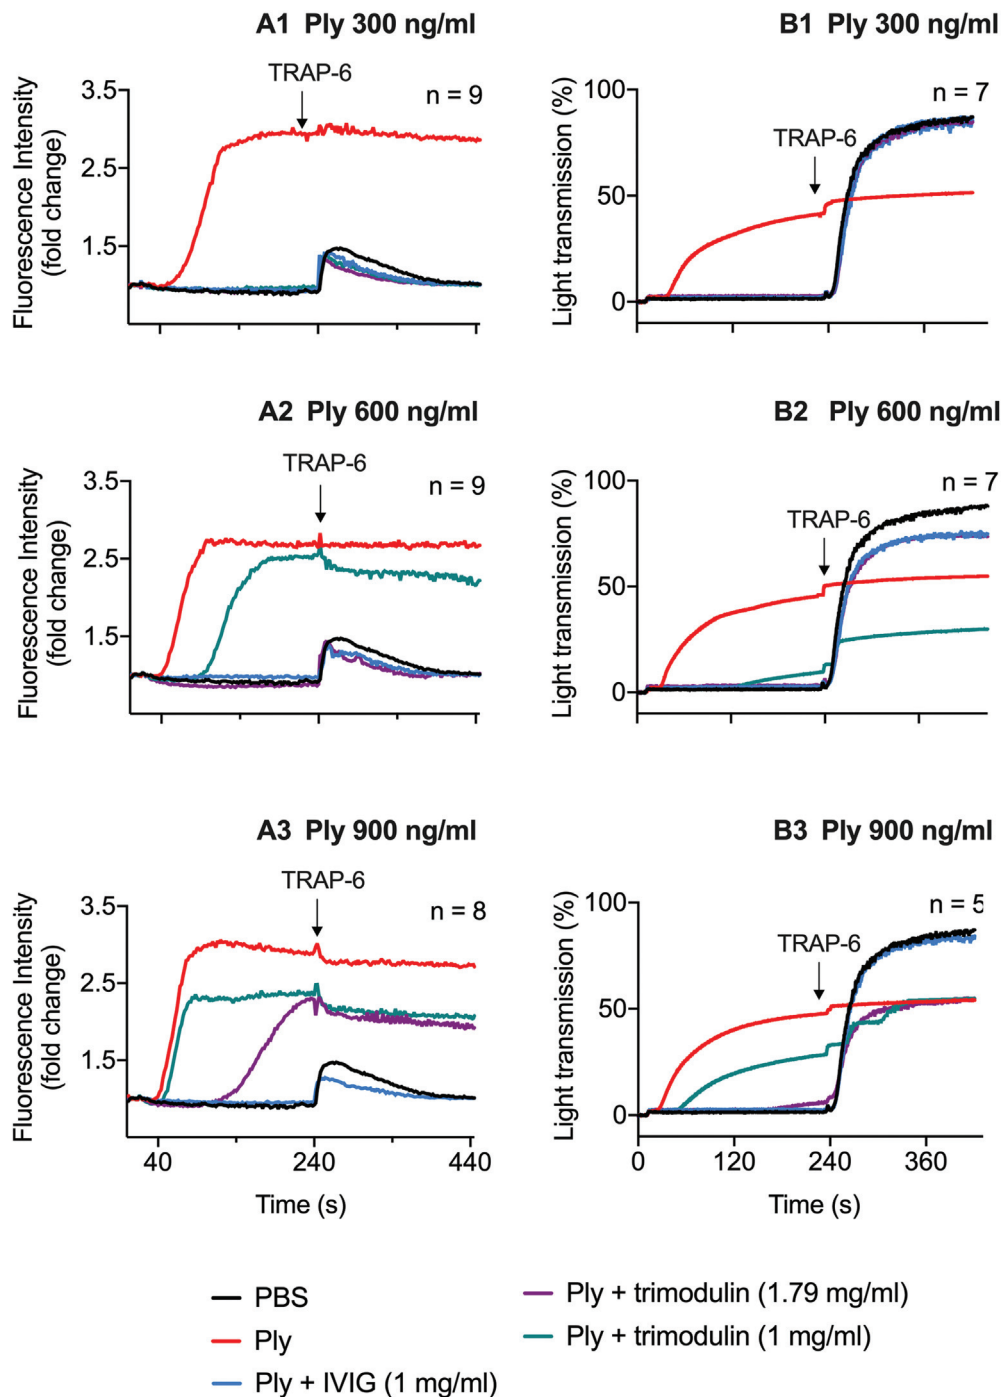 A1 Ply 300 ng/ml
Fluorescence Intensity
(fold change)
3.5
2.5
1.5
TRAP-6
n = 9
B1 Ply 300 ng/ml
Light transmission (%)
100
50
0
TRAP-6
n = 7
A2 Ply 600 ng/ml
Fluorescence Intensity
(fold change)
3.5
2.5
1.5
TRAP-6
n = 9
B2 Ply 600 ng/ml
Light transmission (%)
100
50
0
TRAP-6
n = 7
A3 Ply 900 ng/ml
Fluorescence Intensity
(fold change)
3.5
2.5
1.5
TRAP-6
n = 8
40 240 440
Time (s)
B3 Ply 900 ng/ml
Light transmission (%)
100
50
0
TRAP-6
n = 5
0 120 240 360
Time (s)
PBS
Ply
Ply + IVIG (1 mg/ml)
Ply + trimodulin (1.79 mg/ml)
Ply + trimodulin (1 mg/ml)